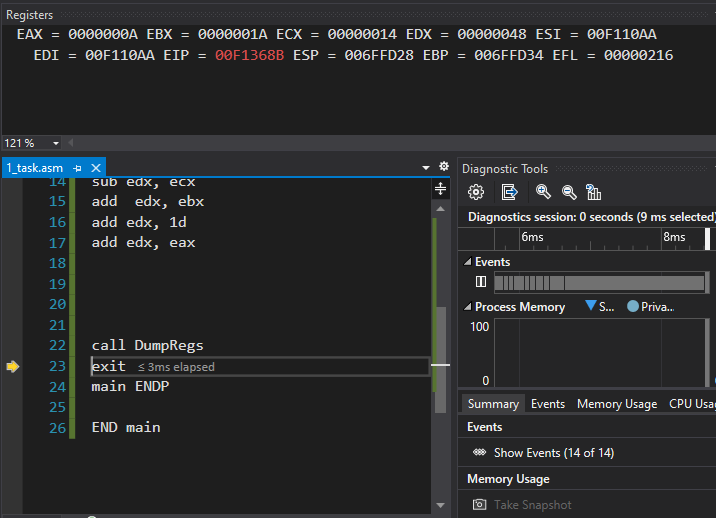 Registers
EAX = 0000000A EBX = 0000001A ECX = 00000014 EDX = 00000048 ESI = 00F110AA
EDI = 00F110AA EIP = 00F1368B ESP = 006FFD28 EBP = 006FFD34 EFL = 00000216
121 %
1_task.asm
14 sub edx, ecx
15 add  edx, ebx
16 add edx, 1d
17 add edx, eax
18
19
20
21
22 call DumpRegs
23 exit ≤ 3ms elapsed
24 main ENDP
25
26 END main
Diagnostic Tools
Diagnostics session: 0 seconds (9 ms selected)
6ms 8ms
Events
Process Memory S... Priva...
100
0
Summary Events Memory Usage CPU Usa
Events
Show Events (14 of 14)
Memory Usage
Take Snapshot